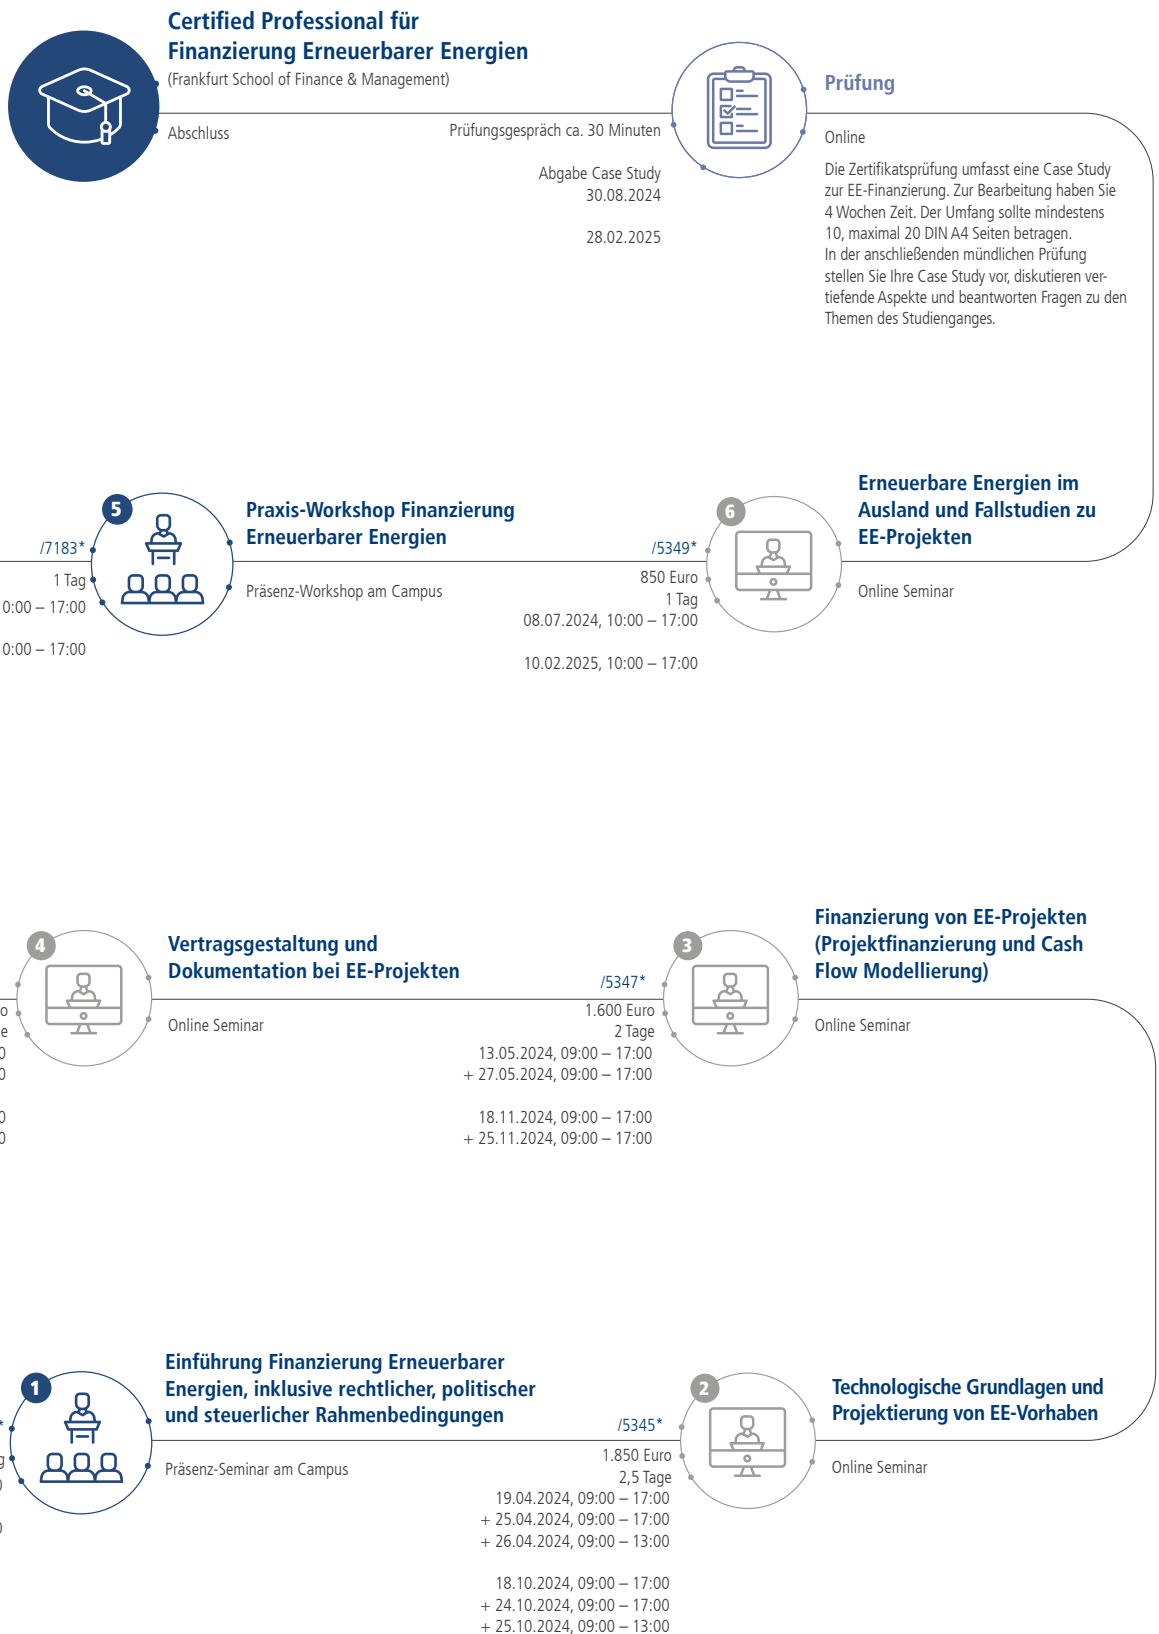 Certified Professional für
Finanzierung Erneuerbarer Energien
(Frankfurt School of Finance & Management)
Abschluss
Prüfungsgespräch ca. 30 Minuten
Abgabe Case Study
30.08.2024
28.02.2025
Prüfung
Online
Die Zertifikatsprüfung umfasst eine Case Study
zur EE-Finanzierung. Zur Bearbeitung haben Sie
4 Wochen Zeit. Der Umfang sollte mindestens
10, maximal 20 DIN A4 Seiten betragen.
In der anschließenden mündlichen Prüfung
stellen Sie Ihre Case Study vor, diskutieren ver-
tiefende Aspekte und beantworten Fragen zu den
Themen des Studienganges.
/7183*
1 Tag
0:00 – 17:00
0:00 – 17:00
5
Praxis-Workshop Finanzierung
Erneuerbarer Energien
Präsenz-Workshop am Campus
/5349*
850 Euro
1 Tag
08.07.2024, 10:00 – 17:00
10.02.2025, 10:00 – 17:00
6
Erneuerbare Energien im
Ausland und Fallstudien zu
EE-Projekten
Online Seminar
o
e
0
0
0
0
4
Vertragsgestaltung und
Dokumentation bei EE-Projekten
Online Seminar
/5347*
1.600 Euro
2 Tage
13.05.2024, 09:00 – 17:00
+ 27.05.2024, 09:00 – 17:00
18.11.2024, 09:00 – 17:00
+ 25.11.2024, 09:00 – 17:00
3
Finanzierung von EE-Projekten
(Projektfinanzierung und Cash
Flow Modellierung)
Online Seminar
*
g
1
Einführung Finanzierung Erneuerbarer
Energien, inklusive rechtlicher, politischer
und steuerlicher Rahmenbedingungen
Präsenz-Seminar am Campus
/5345*
1.850 Euro
2,5 Tage
19.04.2024, 09:00 – 17:00
+ 25.04.2024, 09:00 – 17:00
+ 26.04.2024, 09:00 – 13:00
18.10.2024, 09:00 – 17:00
+ 24.10.2024, 09:00 – 17:00
+ 25.10.2024, 09:00 – 13:00
2
Technologische Grundlagen und
Projektierung von EE-Vorhaben
Online Seminar